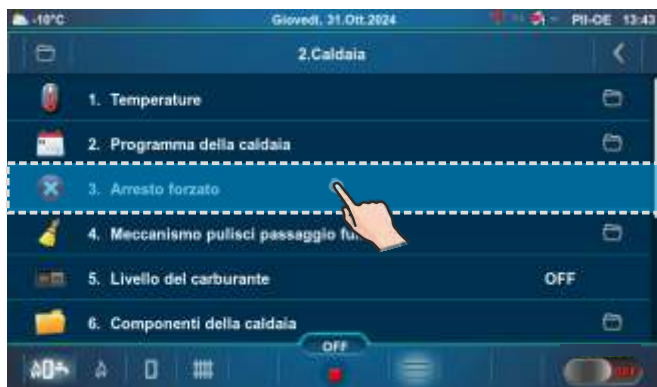 -10°C
Giovedì, 31.Ott.2024
PII-OE 13:43
2.Caldaia
1. Temperature
2. Programma della caldaia
3. Arresto forzato
4. Meccanismo pulisci passaggio
5. Livello del carburante OFF
6. Componenti della caldaia
OFF
OFF